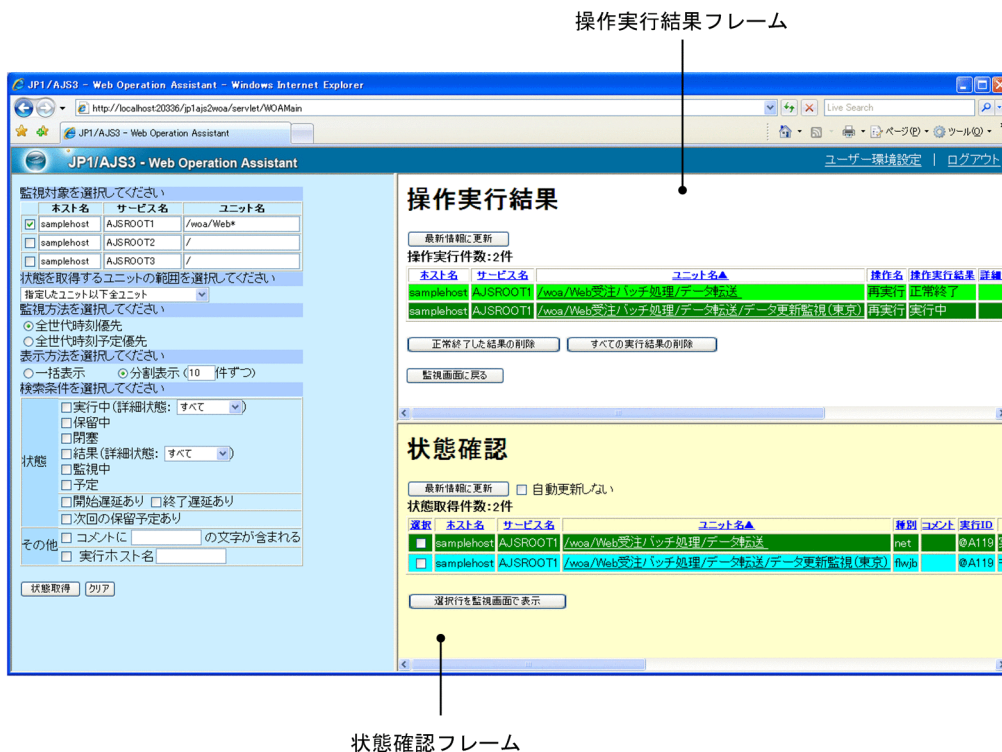 操作実行結果フレーム
JP1/AJS3 - Web Operation Assistant - Windows Internet Explorer
http://localhost:20336/jp1ajs2woa/servlet/WOAMain
Live Search
JP1/AJS3 - Web Operation Assistant
ページ(P) ツール(O)
JP1/AJS3 - Web Operation Assistant
ユーザー環境設定 | ログアウト
監視対象を選択してください
ホスト名 サービス名 ユニット名
samplehost AJSROOT1 /woa/Web*
samplehost AJSROOT2 /
samplehost AJSROOT3 /
状態を取得するユニットの範囲を選択してください
指定したユニット以下全ユニット
監視方法を選択してください
全世代時刻優先
全世代時刻予定優先
表示方法を選択してください
一括表示 分割表示(10 件ずつ)
検索条件を選択してください
状態
実行中(詳細状態: すべて )
保留中
閉塞
結果(詳細状態: すべて )
監視中
予定
開始遅延あり 終了遅延あり
次回の保留予定あり
その他
コメントに の文字が含まれる
実行ホスト名
状態取得 クリア
操作実行結果
最新情報に更新
操作実行件数:2件
ホスト名 サービス名 ユニット名▲ 操作名 操作実行結果 詳細
samplehost AJSROOT1 /woa/Web受注バッチ処理/データ転送 再実行 正常終了
samplehost AJSROOT1 /woa/Web受注バッチ処理/データ転送/データ更新監視(東京) 再実行 実行中
正常終了した結果の削除 すべての実行結果の削除
監視画面に戻る
状態確認
最新情報に更新 自動更新しない
状態取得件数:2件
選択 ホスト名 サービス名 ユニット名▲ 種別 コメント 実行ID
samplehost AJSROOT1 /woa/Web受注バッチ処理/データ転送 net @A119
samplehost AJSROOT1 /woa/Web受注バッチ処理/データ転送/データ更新監視(東京) flwjb @A119
選択行を監視画面で表示
状態確認フレーム